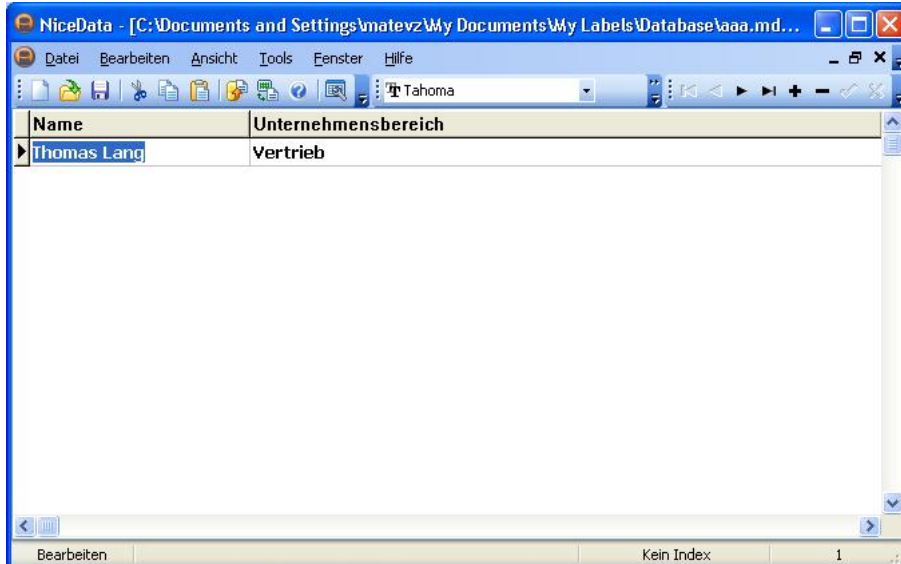 NiceData - [C:\Documents and Settings\matevz\My Documents\My Labels\Database\aaa.md...
Datei Bearbeiten Ansicht Tools Fenster Hilfe
Tahoma
Name Unternehmensbereich
Thomas Lang Vertrieb
Bearbeiten Kein Index 1